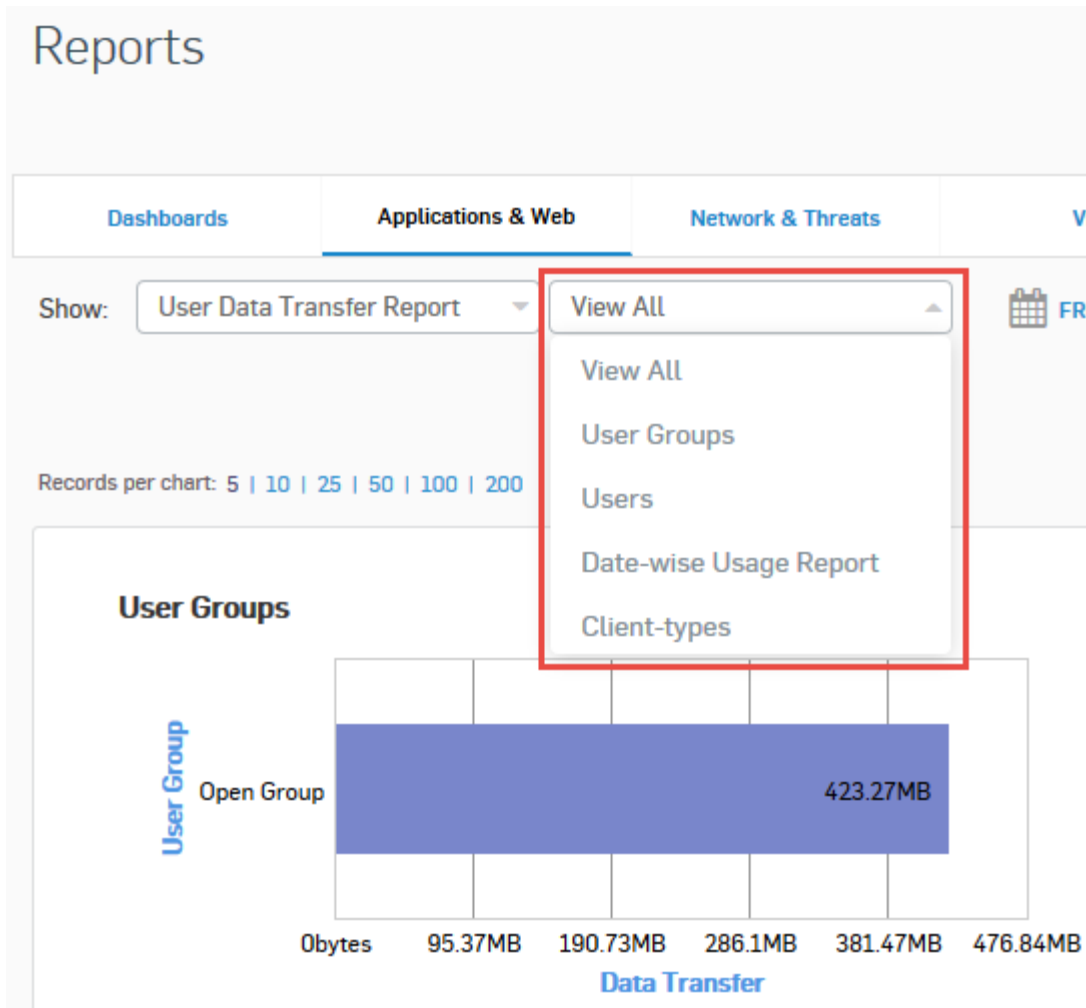 Reports
Dashboards Applications & Web Network & Threats V
Show: User Data Transfer Report View All FR
View All
User Groups
Users
Date-wise Usage Report
Client-types
Records per chart: 5 | 10 | 25 | 50 | 100 | 200
User Groups
User Group
Open Group 423.27MB
0bytes 95.37MB 190.73MB 286.1MB 381.47MB 476.84MB
Data Transfer